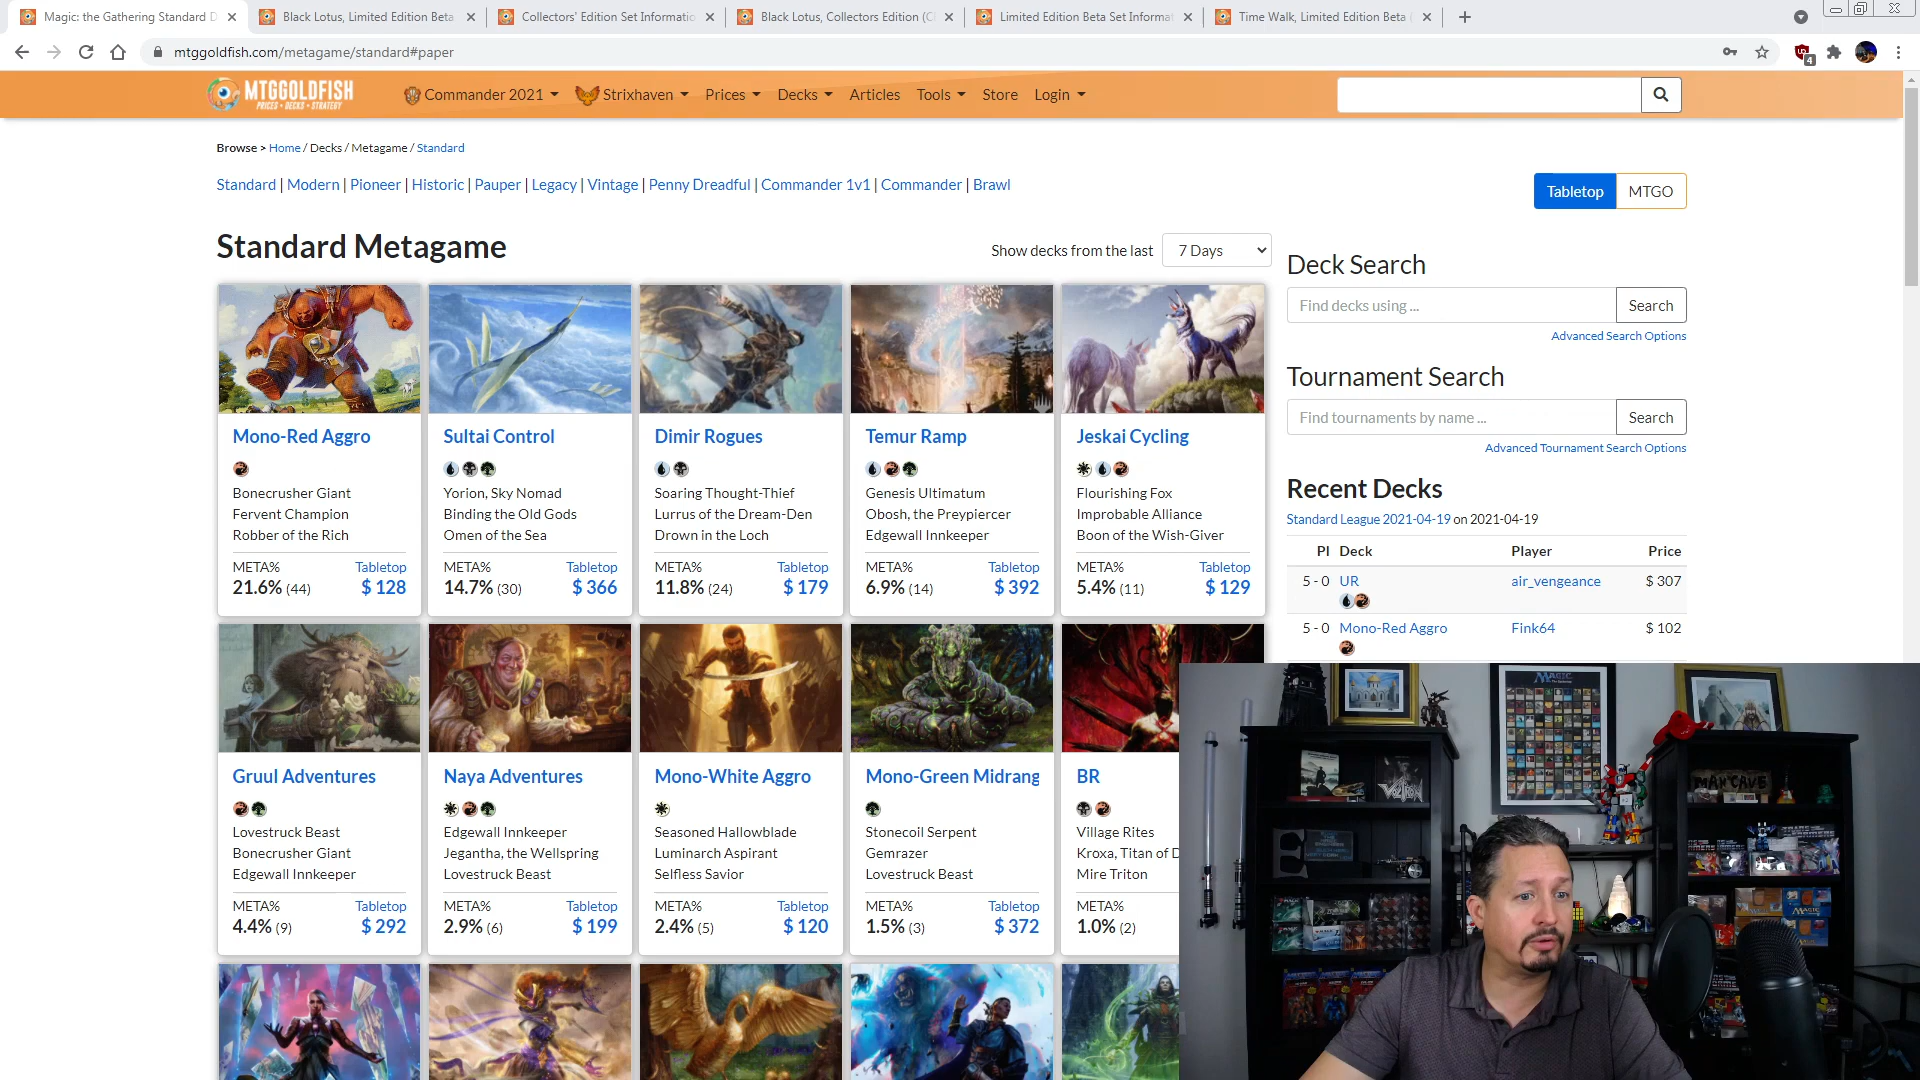 Magic: the Gathering Standard D
Black Lotus, Limited Edition Beta
Collectors' Edition Set Informatio
Black Lotus, Collectors Edition (C
Limited Edition Beta Set Informat
Time Walk, Limited Edition Beta (
mtggoldfish.com/metagame/standard#paper
4
MTGGOLDFISH
PRICES • DECKS • STRATEGY
Commander 2021
Strixhaven
Prices
Decks
Articles
Tools
Store
Login
Browse > Home / Decks / Metagame / Standard
Standard | Modern | Pioneer | Historic | Pauper | Legacy | Vintage | Penny Dreadful | Commander 1v1 | Commander | Brawl
Tabletop MTGO
Standard Metagame
Show decks from the last 7 Days
Mono-Red Aggro
Bonecrusher Giant
Fervent Champion
Robber of the Rich
META% Tabletop
21.6% (44) $ 128
Sultai Control
Yorion, Sky Nomad
Binding the Old Gods
Omen of the Sea
META% Tabletop
14.7% (30) $ 366
Dimir Rogues
Soaring Thought-Thief
Lurrus of the Dream-Den
Drown in the Loch
META% Tabletop
11.8% (24) $ 179
Temur Ramp
Genesis Ultimatum
Obosh, the Preypiercer
Edgewall Innkeeper
META% Tabletop
6.9% (14) $ 392
Jeskai Cycling
Flourishing Fox
Improbable Alliance
Boon of the Wish-Giver
META% Tabletop
5.4% (11) $ 129
Gruul Adventures
Lovestruck Beast
Bonecrusher Giant
Edgewall Innkeeper
META% Tabletop
4.4% (9) $ 292
Naya Adventures
Edgewall Innkeeper
Jegantha, the Wellspring
Lovestruck Beast
META% Tabletop
2.9% (6) $ 199
Mono-White Aggro
Seasoned Hallowblade
Luminarch Aspirant
Selfless Savior
META% Tabletop
2.4% (5) $ 120
Mono-Green Midrang
Stonecoil Serpent
Gemrazer
Lovestruck Beast
META% Tabletop
1.5% (3) $ 372
BR
Village Rites
Kroxa, Titan of D
Mire Triton
META%
1.0% (2)
Deck Search
Find decks using ... Search
Advanced Search Options
Tournament Search
Find tournaments by name ... Search
Advanced Tournament Search Options
Recent Decks
Standard League 2021-04-19 on 2021-04-19
Pl Deck Player Price
5 - 0 UR air_vengeance $ 307
5 - 0 Mono-Red Aggro Fink64 $ 102
MAGIC
VOLTRON
MAN CAVE
MAGIC